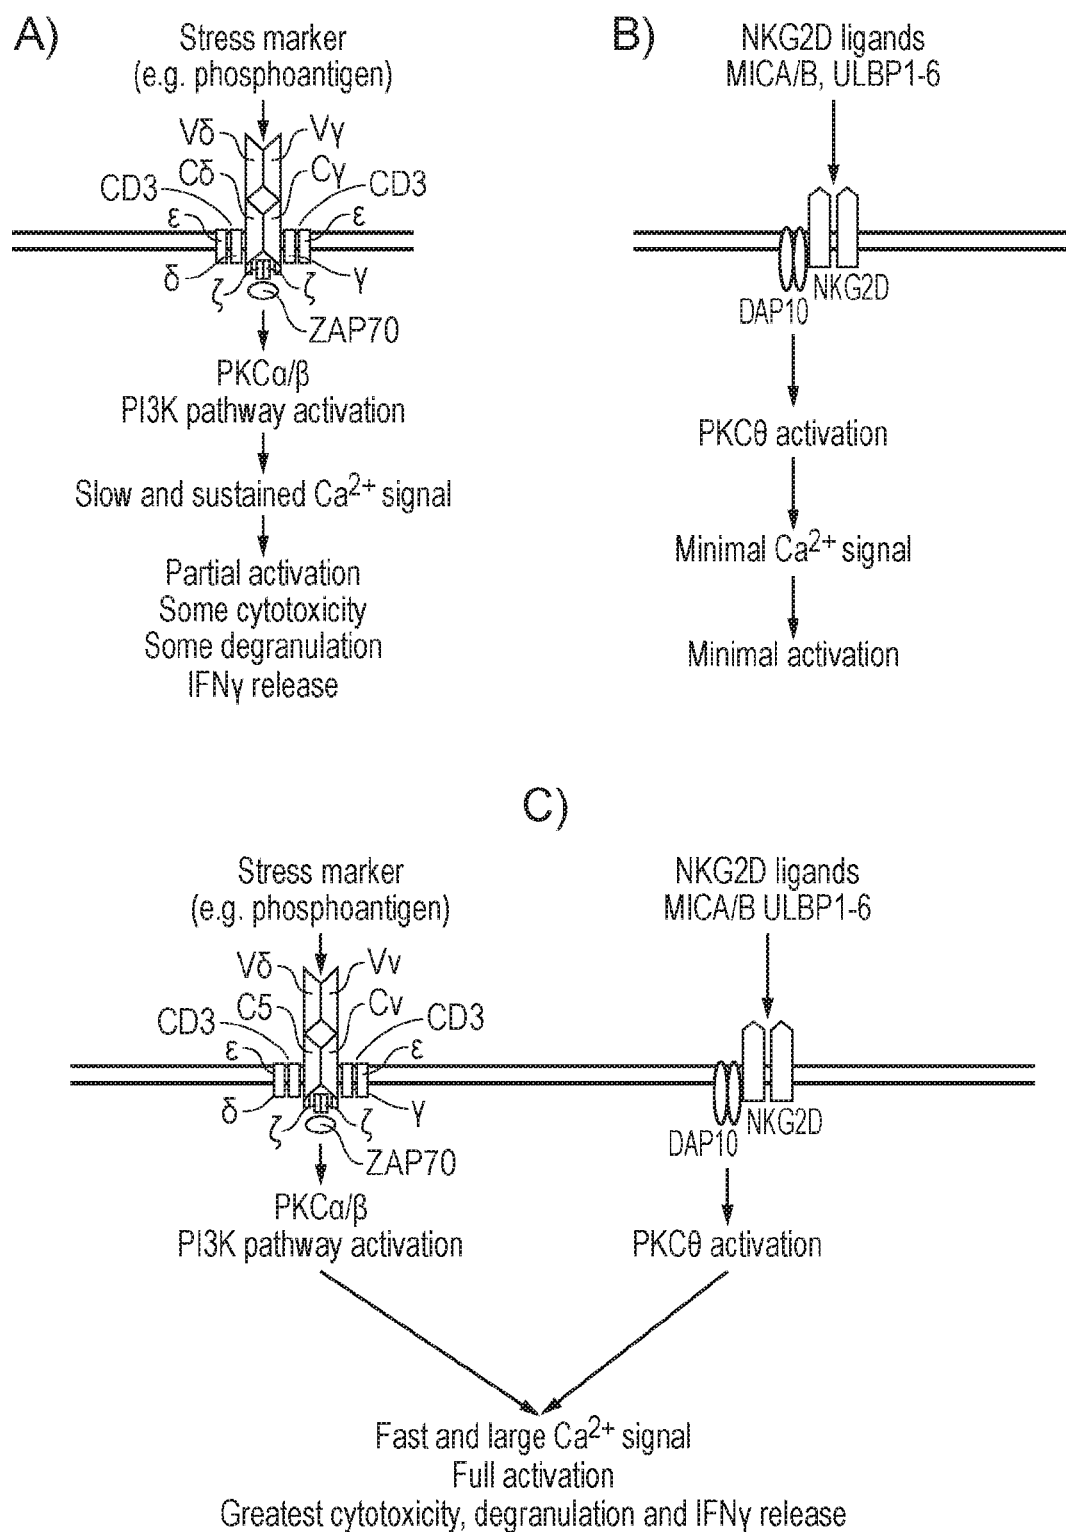 A)
Stress marker
(e.g. phosphoantigen)
Vδ
Vγ
Cδ
Cγ
CD3
CD3
ε
ε
δ
γ
ζ
ζ
ZAP70
PKCα/β
PI3K pathway activation
Slow and sustained Ca2+ signal
Partial activation
Some cytotoxicity
Some degranulation
IFNγ release
B)
NKG2D ligands
MICA/B, ULBP1-6
DAP10
NKG2D
PKCθ activation
Minimal Ca2+ signal
Minimal activation
C)
Stress marker
(e.g. phosphoantigen)
Vδ
Vv
C5
Cv
CD3
CD3
ε
ε
δ
γ
ζ
ζ
ZAP70
PKCα/β
PI3K pathway activation
NKG2D ligands
MICA/B ULBP1-6
DAP10
NKG2D
PKCθ activation
Fast and large Ca2+ signal
Full activation
Greatest cytotoxicity, degranulation and IFNγ release